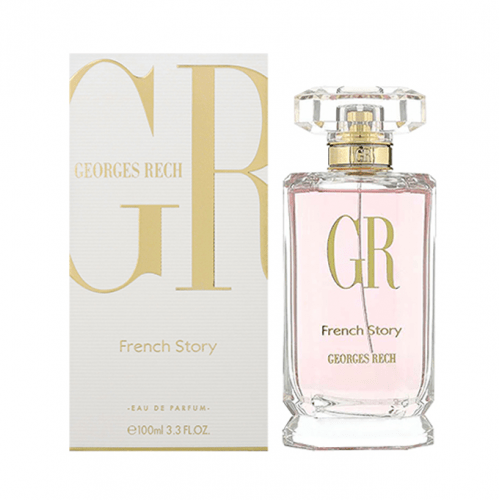 GR
GEORGES RECH
French Story
-EAU DE PARFUM-
℮100ml 3.3 FL.OZ.
GR
French Story
GEORGES RECH